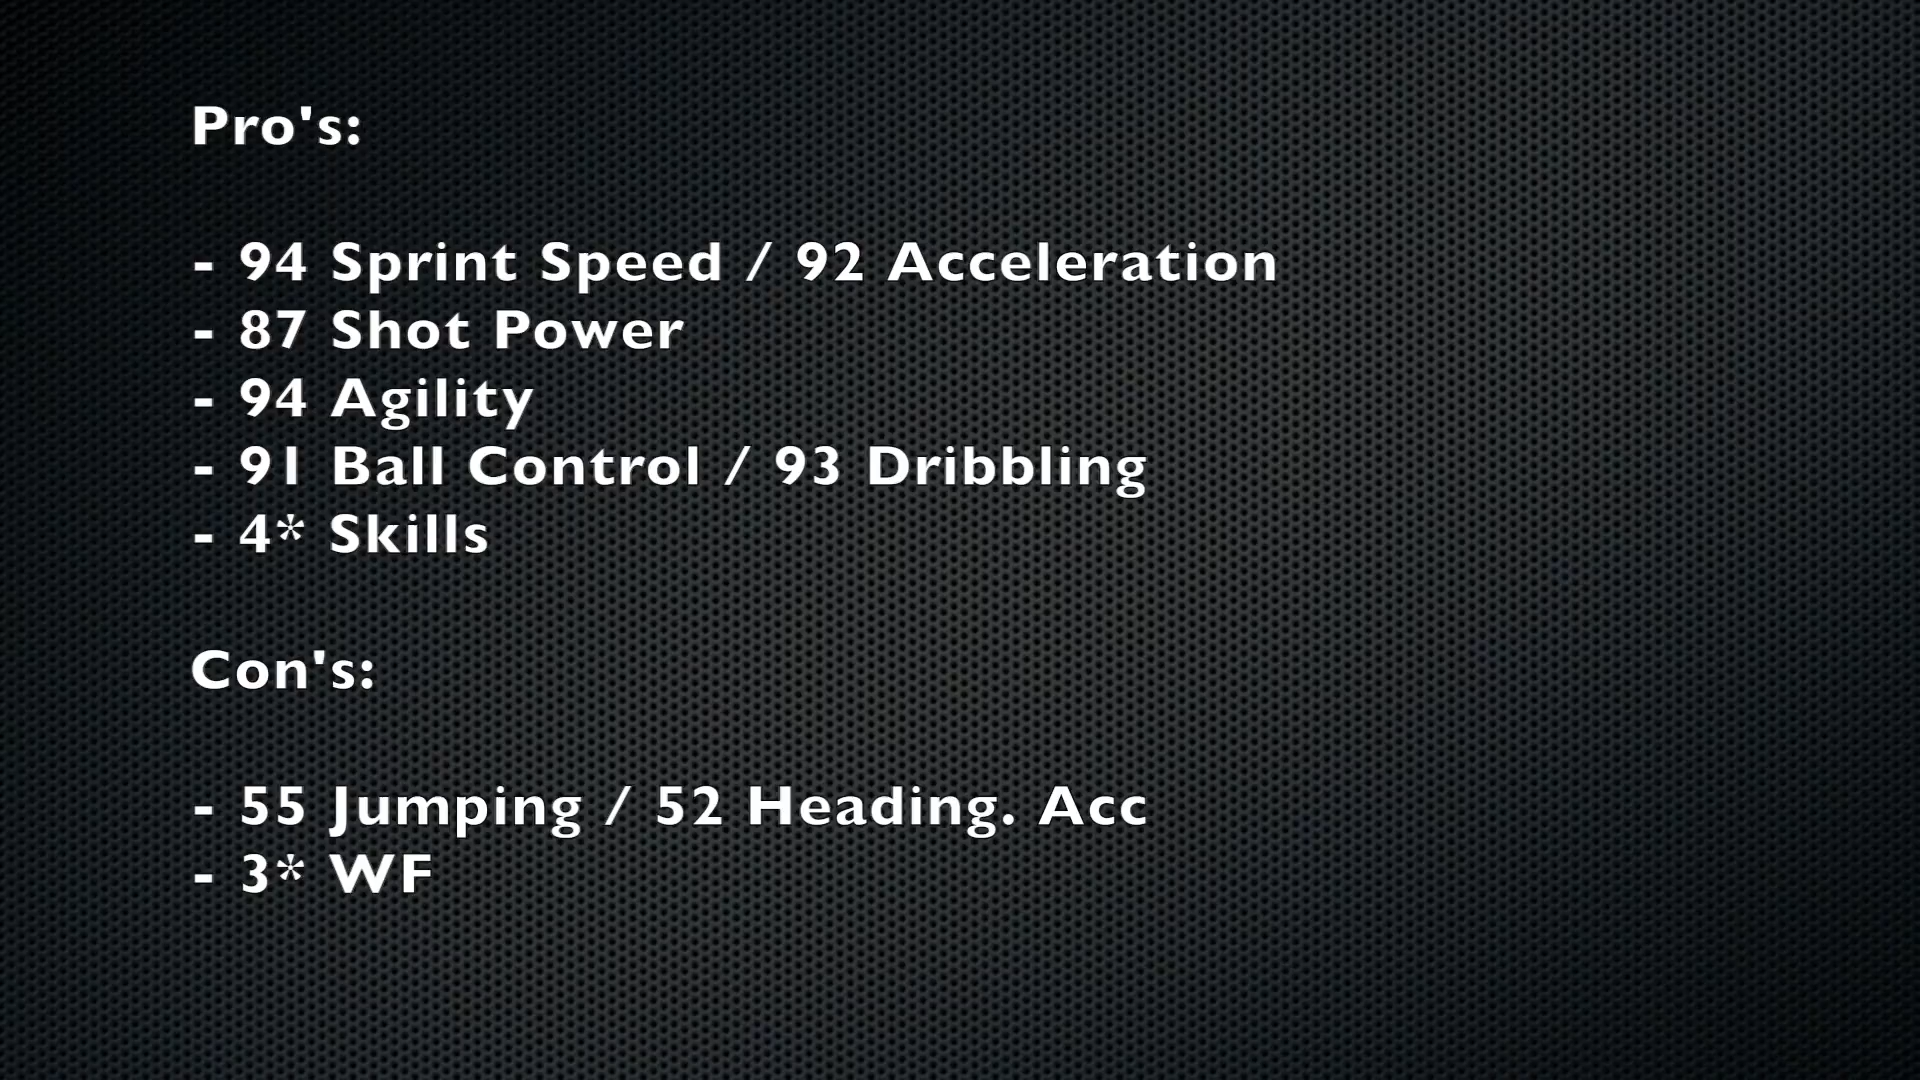 Pro's:
- 94 Sprint Speed / 92 Acceleration
- 87 Shot Power
- 94 Agility
- 91 Ball Control / 93 Dribbling
- 4* Skills
Con's:
- 55 Jumping / 52 Heading. Acc
- 3* WF